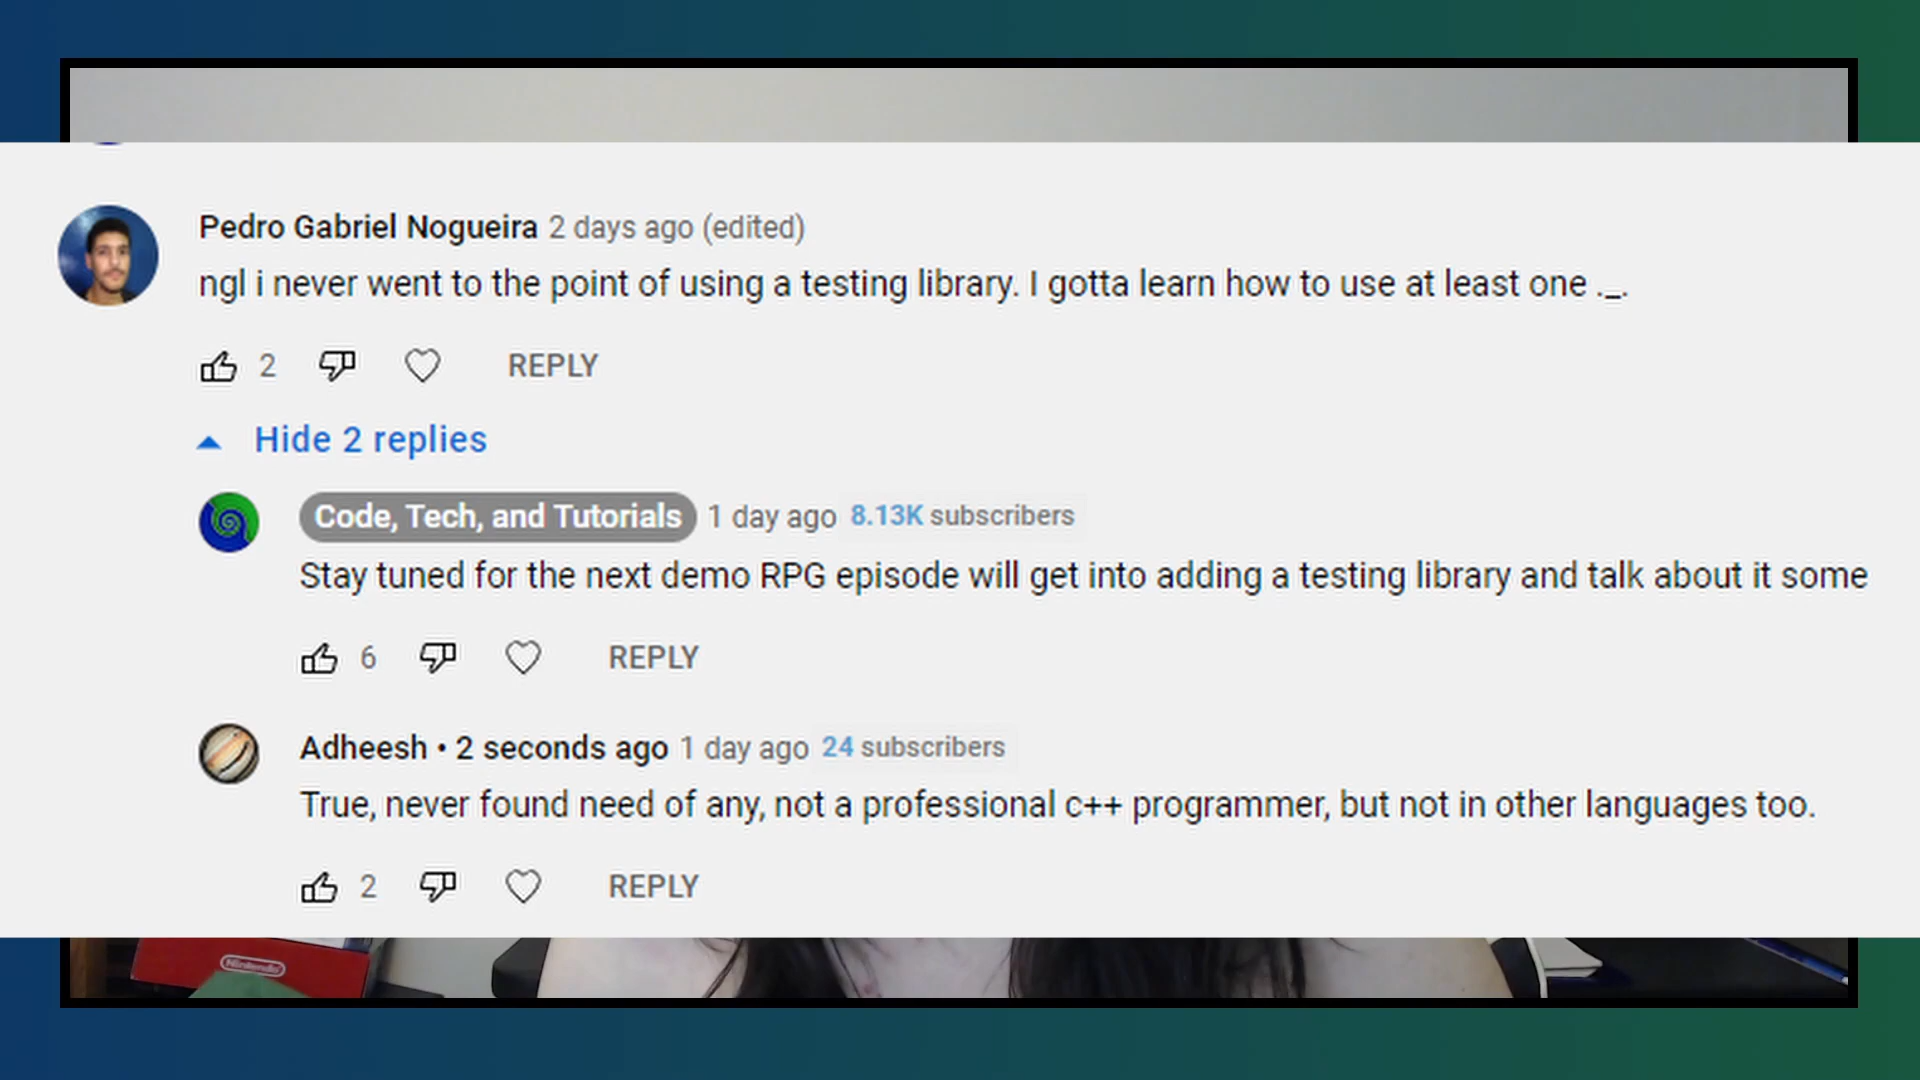 Pedro Gabriel Nogueira 2 days ago (edited)
ngl i never went to the point of using a testing library. I gotta learn how to use at least one ._.
2 REPLY
Hide 2 replies
Code, Tech, and Tutorials 1 day ago 8.13K subscribers
Stay tuned for the next demo RPG episode will get into adding a testing library and talk about it some
6 REPLY
Adheesh • 2 seconds ago 1 day ago 24 subscribers
True, never found need of any, not a professional c++ programmer, but not in other languages too.
2 REPLY
Nintendo